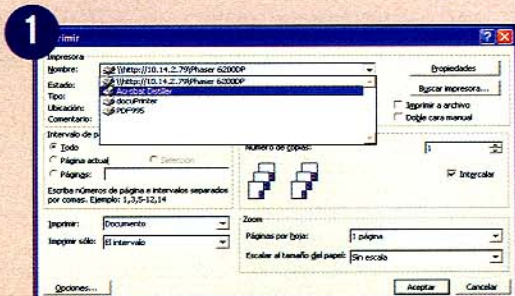 1
Imprimir
Impresora
Nombre: \\http://10.14.2.79\Phaser 6200DP
Propiedades
\\http://10.14.2.79\Phaser 6200DP
Estado:
Acrobat Distiller
Buscar impresora...
Tipo:
docuPrinter
Ubicación:
PDF995
Imprimir a archivo
Comentario:
Doble cara manual
Intervalo de p
Todo
Número de copias: 1
Página actual
Selección
Páginas:
Intercalar
Escriba números de página e intervalos separados
por comas. Ejemplo: 1,3,5-12,14
Imprimir: Documento
Zoom
Imprimir sólo: El intervalo
Páginas por hoja: 1 página
Escalar al tamaño del papel: Sin escala
Opciones...
Aceptar
Cancelar